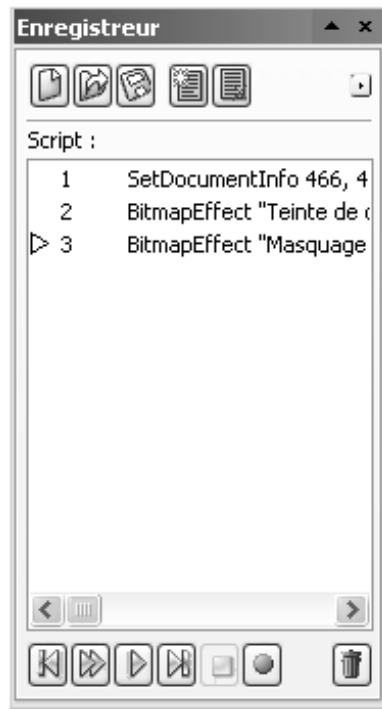 Enregistreur
Script :
1 SetDocumentInfo 466, 4
2 BitmapEffect "Teinte de
3 BitmapEffect "Masquage